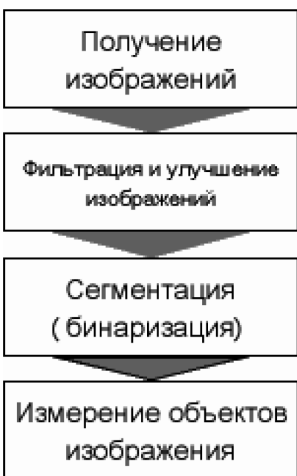 Получение
изображений
Фильтрация и улучшение
изображений
Сегментация
( бинаризация)
Измерение объектов
изображения